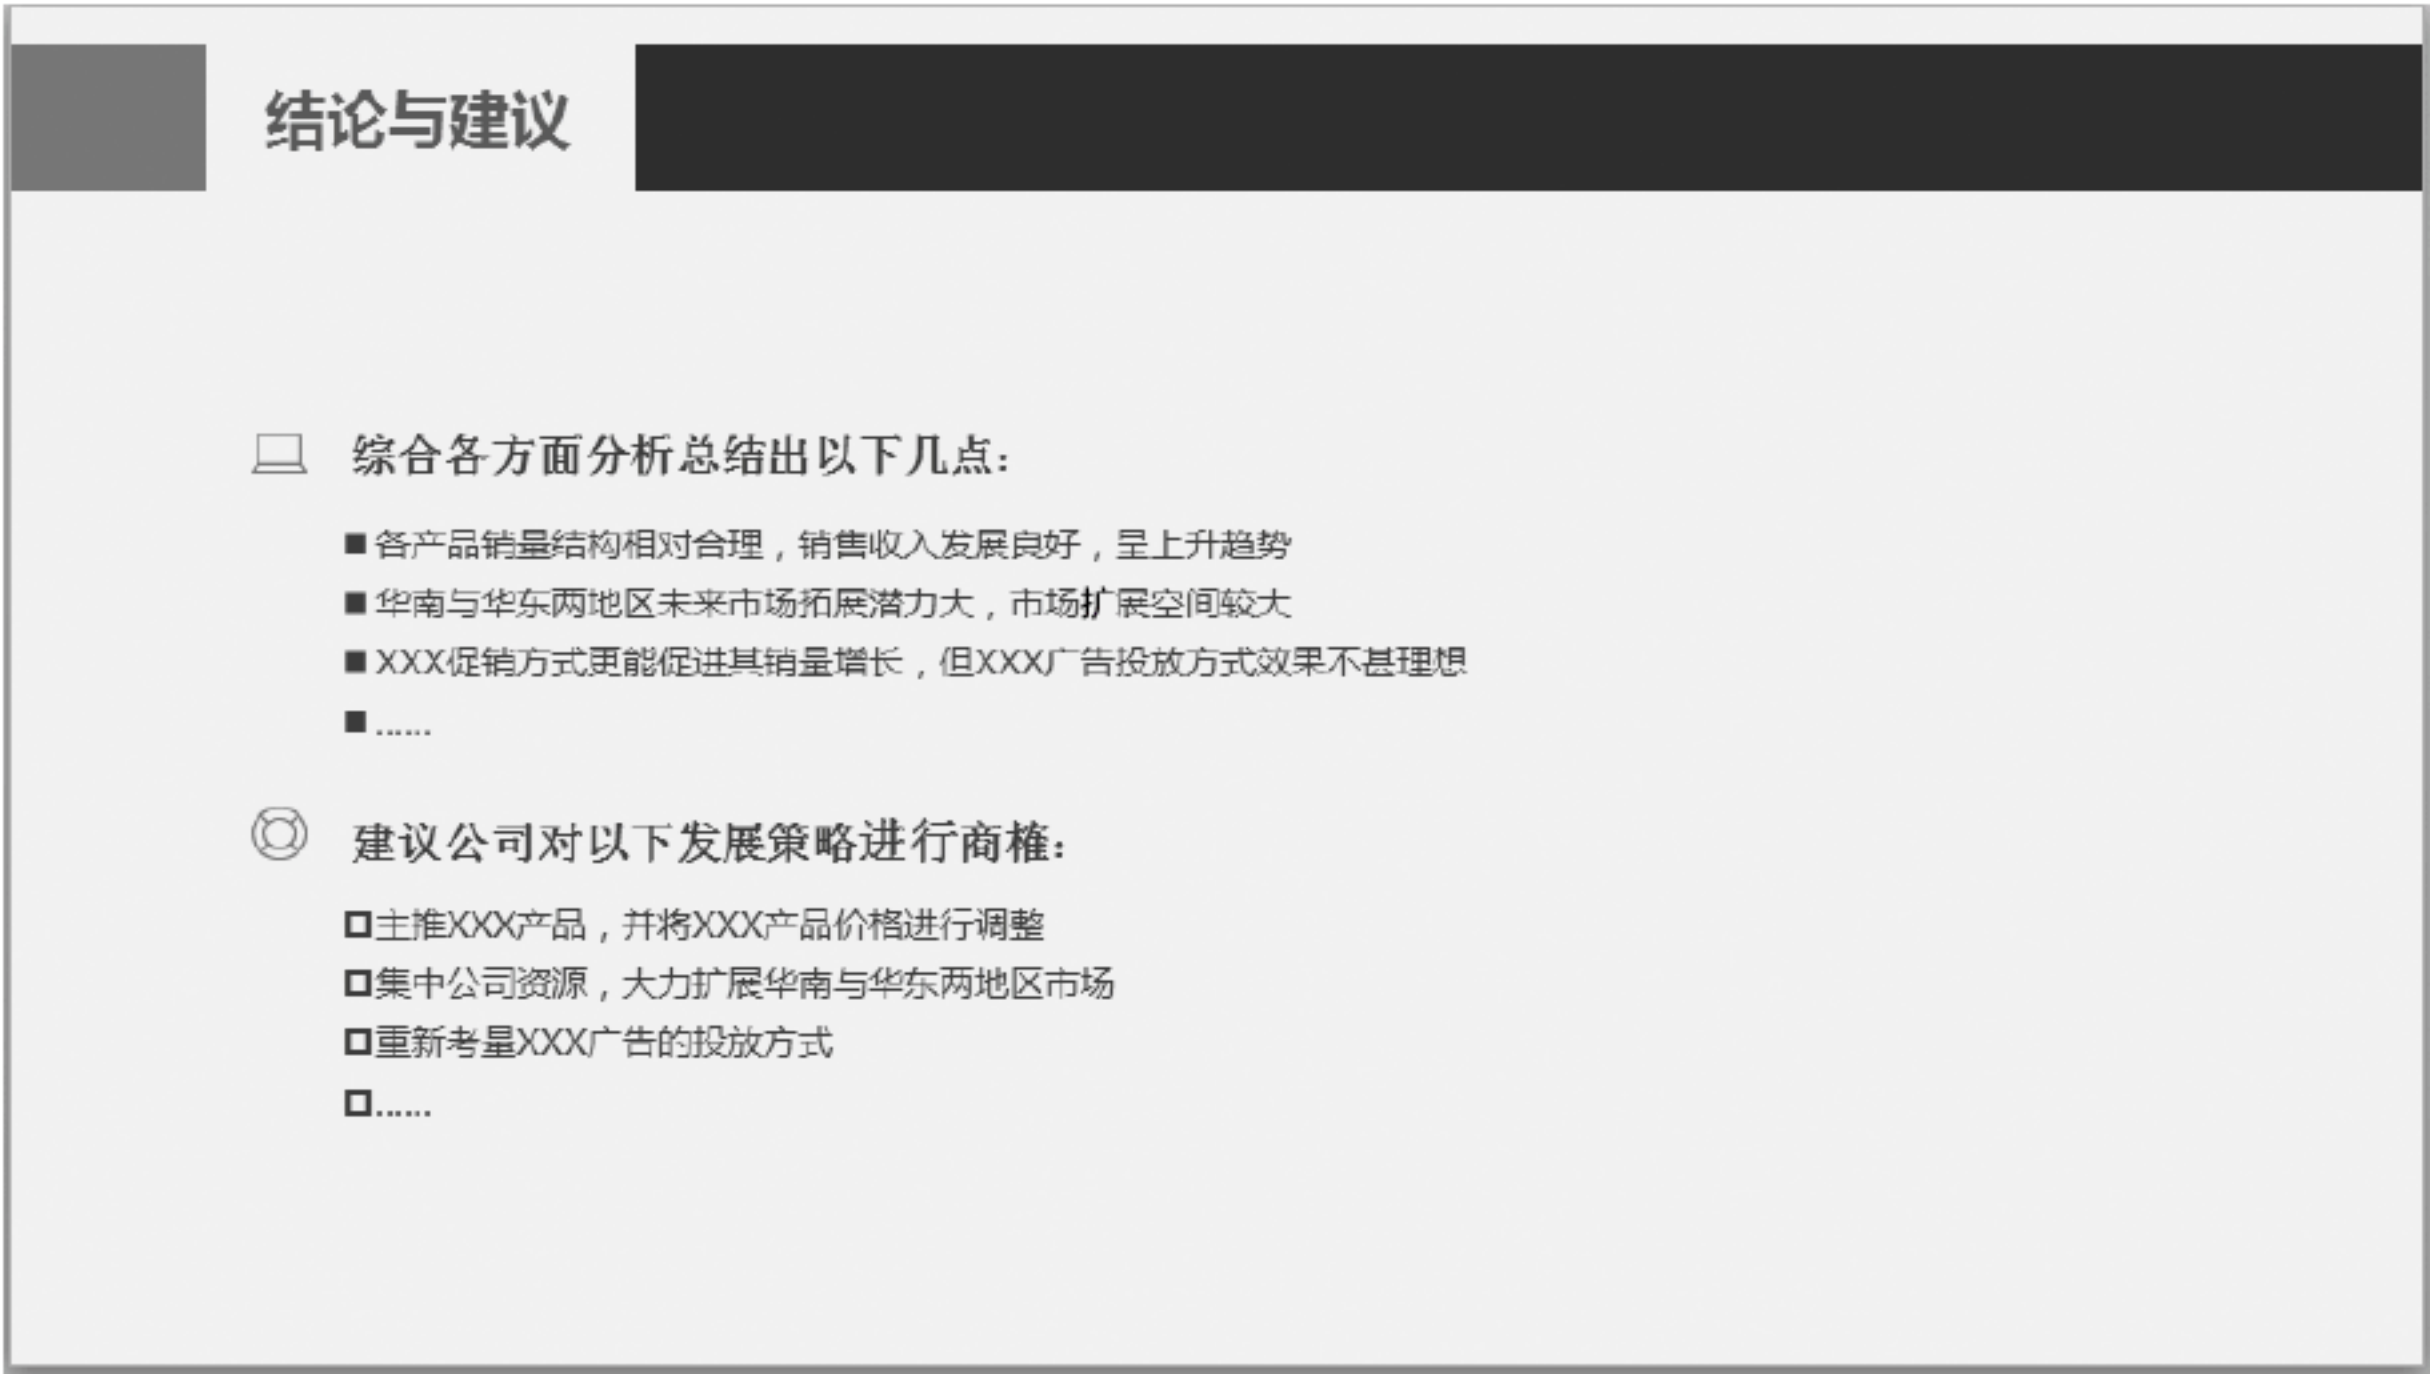 结论与建议
综合各方面分析总结出以下几点：
■ 各产品销量结构相对合理，销售收入发展良好，呈上升趋势
■ 华南与华东两地区未来市场拓展潜力大，市场扩展空间较大
■ XXX促销方式更能促进其销量增长，但XXX广告投放方式效果不甚理想
■ ……
建议公司对以下发展策略进行商榷：
□主推XXX产品，并将XXX产品价格进行调整
□集中公司资源，大力扩展华南与华东两地区市场
□重新考量XXX广告的投放方式
□……